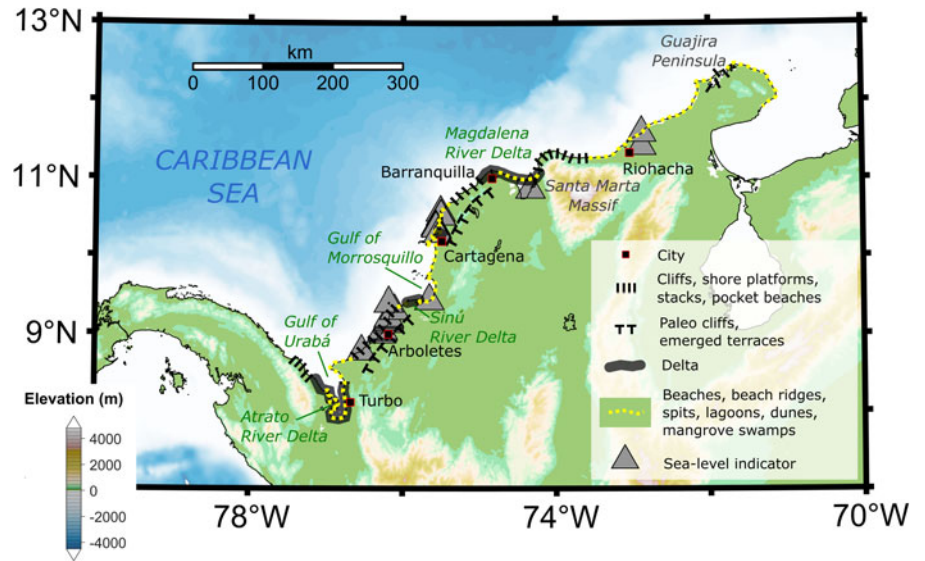 13°N
11°N
9°N
78°W
74°W
70°W
km
0 100 200 300
CARIBBEAN
SEA
Guajira
Peninsula
Magdalena
River Delta
Barranquilla
Riohacha
Santa Marta
Massif
Gulf of
Morrosquillo
Cartagena
Sinú
River Delta
Gulf of
Urabá
Arboletes
Turbo
Atrato
River Delta
City
Cliffs, shore platforms,
stacks, pocket beaches
Paleo cliffs,
emerged terraces
Delta
Beaches, beach ridges,
spits, lagoons, dunes,
mangrove swamps
Sea-level indicator
Elevation (m)
4000
2000
0
-2000
-4000